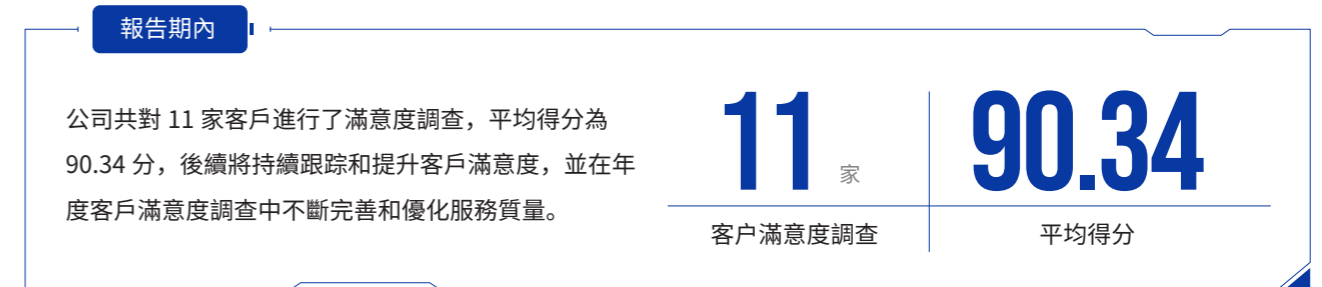 報告期內
公司共對 11 家客戶進行了滿意度調查，平均得分為
90.34 分，後續將持續跟踪和提升客戶滿意度，並在年
度客戶滿意度調查中不斷完善和優化服務質量。
11 家
客户滿意度調查
90.34
平均得分